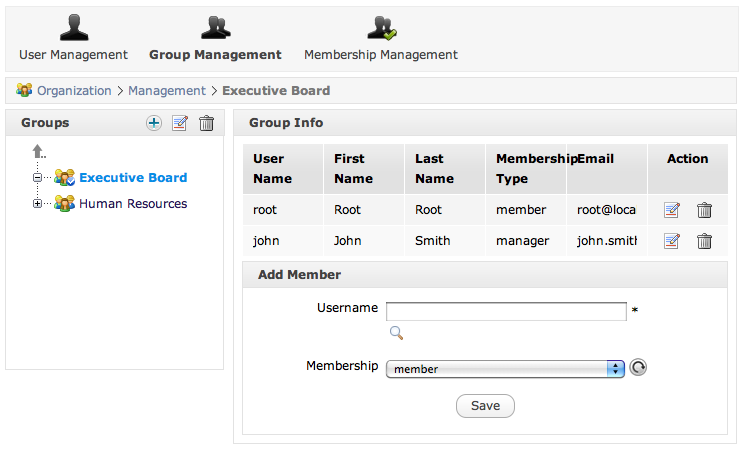 User Management Group Management Membership Management
Organization > Management > Executive Board
Groups
Executive Board
Human Resources
Group Info
User Name First Name Last Name Membership Type Email Action
root Root Root member root@loca
john John Smith manager john.smit
Add Member
Username *
Membership member
Save